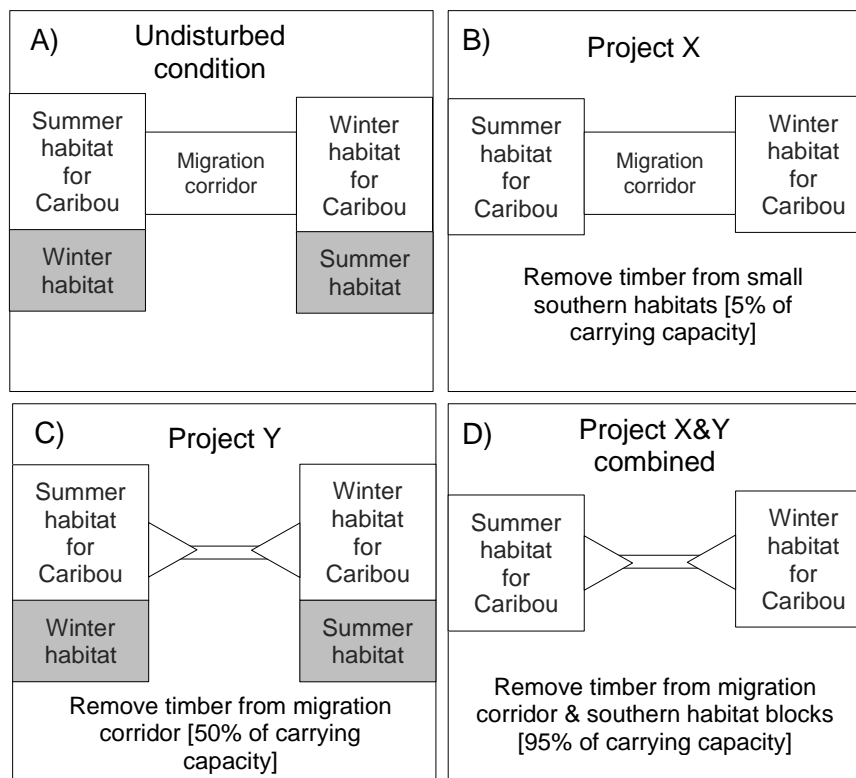 A)
Undisturbed
condition
Summer
habitat
for
Caribou
Migration
corridor
Winter
habitat
for
Caribou
Winter
habitat
Summer
habitat
B)
Project X
Summer
habitat
for
Caribou
Migration
corridor
Winter
habitat
for
Caribou
Remove timber from small
southern habitats [5% of
carrying capacity]
C)
Project Y
Summer
habitat
for
Caribou
Winter
habitat
for
Caribou
Winter
habitat
Summer
habitat
Remove timber from migration
corridor [50% of carrying
capacity]
D)
Project X&Y
combined
Summer
habitat
for
Caribou
Winter
habitat
for
Caribou
Remove timber from migration
corridor & southern habitat blocks
[95% of carrying capacity]